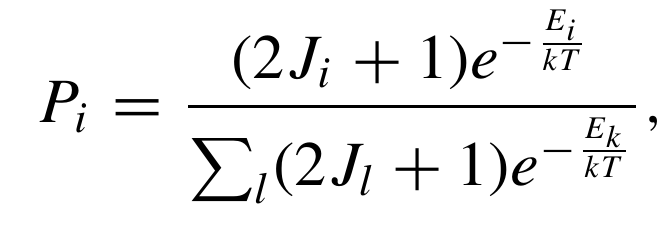 $$P_i = \frac{(2J_i + 1)e^{-\frac{E_i}{kT}}}{\sum_l (2J_l + 1)e^{-\frac{E_k}{kT}}},$$